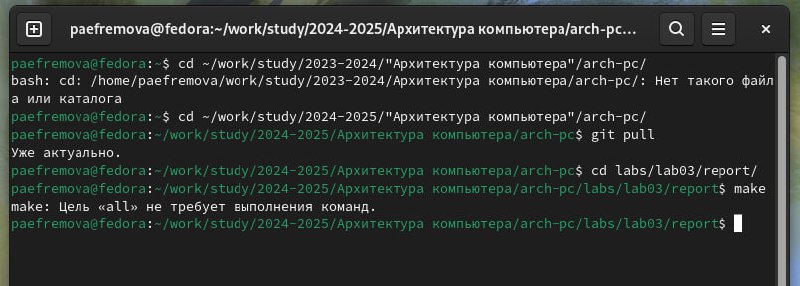 paefremova@fedora:~/work/study/2024-2025/Архитектура компьютера/arch-pc...
paefremova@fedora:~$ cd ~/work/study/2023-2024/"Архитектура компьютера"/arch-pc/
bash: cd: /home/paefremova/work/study/2023-2024/Архитектура компьютера/arch-pc/: Нет такого файл
а или каталога
paefremova@fedora:~$ cd ~/work/study/2024-2025/"Архитектура компьютера"/arch-pc/
paefremova@fedora:~/work/study/2024-2025/Архитектура компьютера/arch-pc$ git pull
Уже актуально.
paefremova@fedora:~/work/study/2024-2025/Архитектура компьютера/arch-pc$ cd labs/lab03/report/
paefremova@fedora:~/work/study/2024-2025/Архитектура компьютера/arch-pc/labs/lab03/report$ make
make: Цель «all» не требует выполнения команд.
paefremova@fedora:~/work/study/2024-2025/Архитектура компьютера/arch-pc/labs/lab03/report$